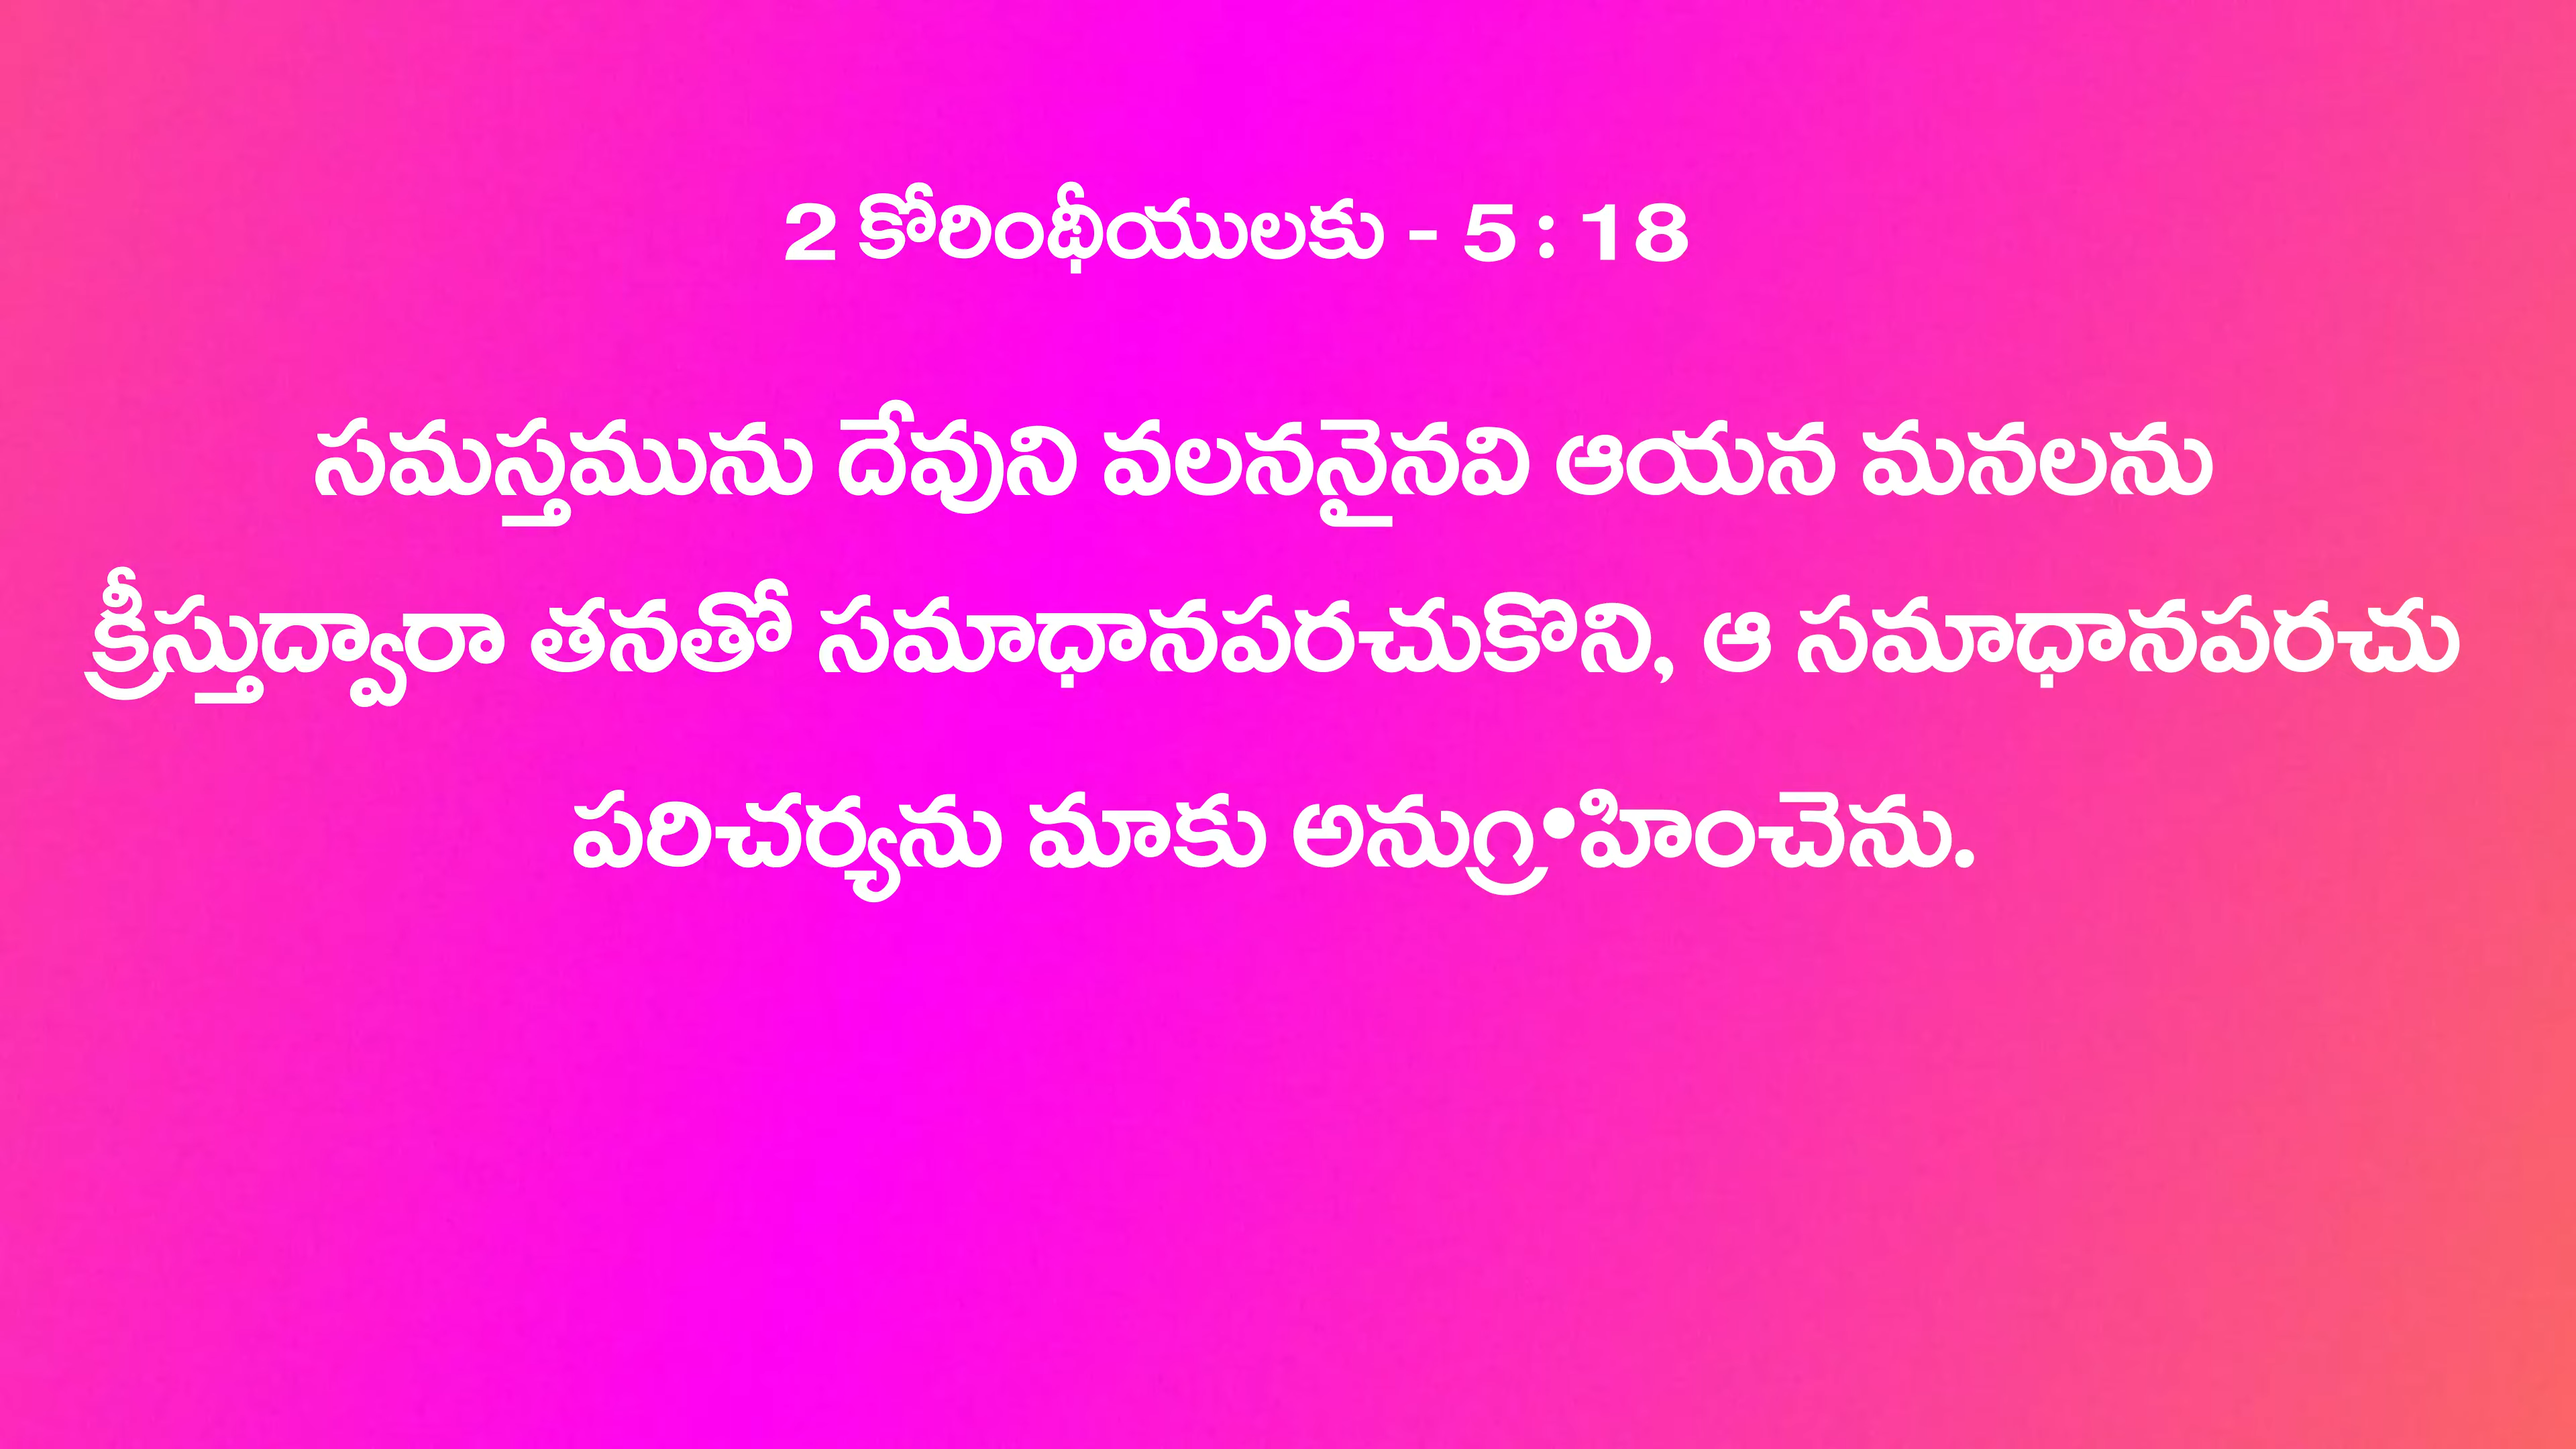 2 కోరింథీయులకు - 5 : 18
సమస్తమును దేవుని వలననైనవి ఆయన మనలను
క్రీస్తుద్వారా తనతో సమాధానపరచుకొని, ఆ సమాధానపరచు
పరిచర్యను మాకు అనుగ్ర•హించెను.